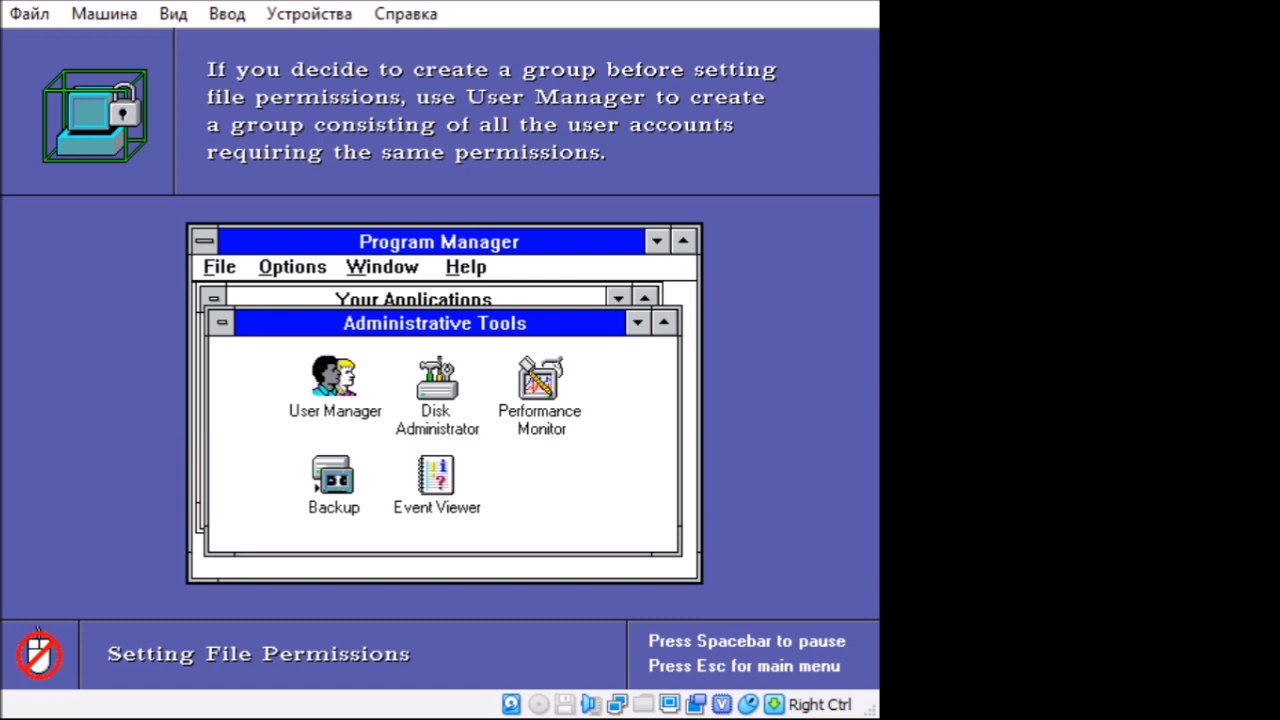 Файл Машина Вид Ввод Устройства Справка
If you decide to create a group before setting
file permissions, use User Manager to create
a group consisting of all the user accounts
requiring the same permissions.
Program Manager
File Options Window Help
Your Applications
Administrative Tools
User Manager
Disk
Administrator
Performance
Monitor
Backup
Event Viewer
Setting File Permissions
Press Spacebar to pause
Press Esc for main menu
Right Ctrl